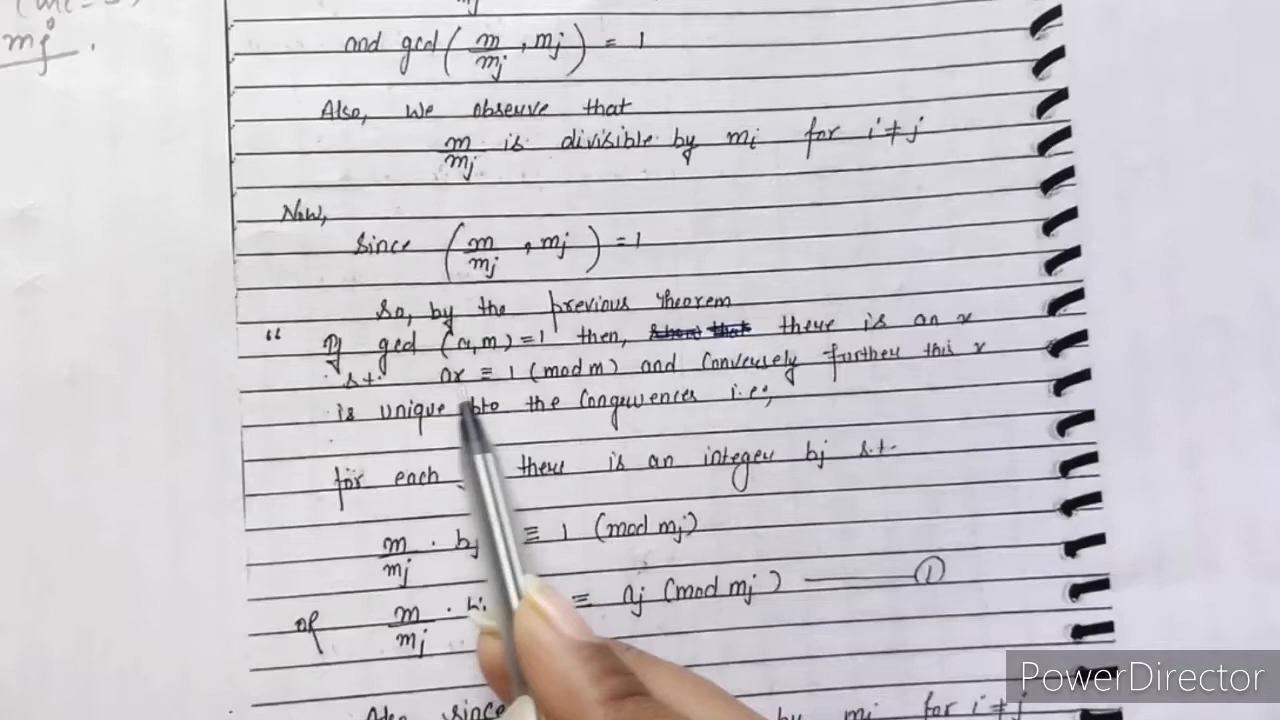 mj.
and gcd (m/mj, mj) = 1
Also, we observe that
m/mj is divisible by mi for i≠j
Now,
Since (m/mj, mj) = 1
So, by the previous theorem
“ If gcd (a,m)=1 then, there is an x
s.t. ax ≡ 1 (mod m) and Conversely further this x
is unique upto the Congruences i.e.,
for each there is an integer bj s.t.
m/mj · bj ≡ 1 (mod mj)
or m/mj · ≡ aj (mod mj) —— ①
Also since by mi for i≠j
PowerDirector